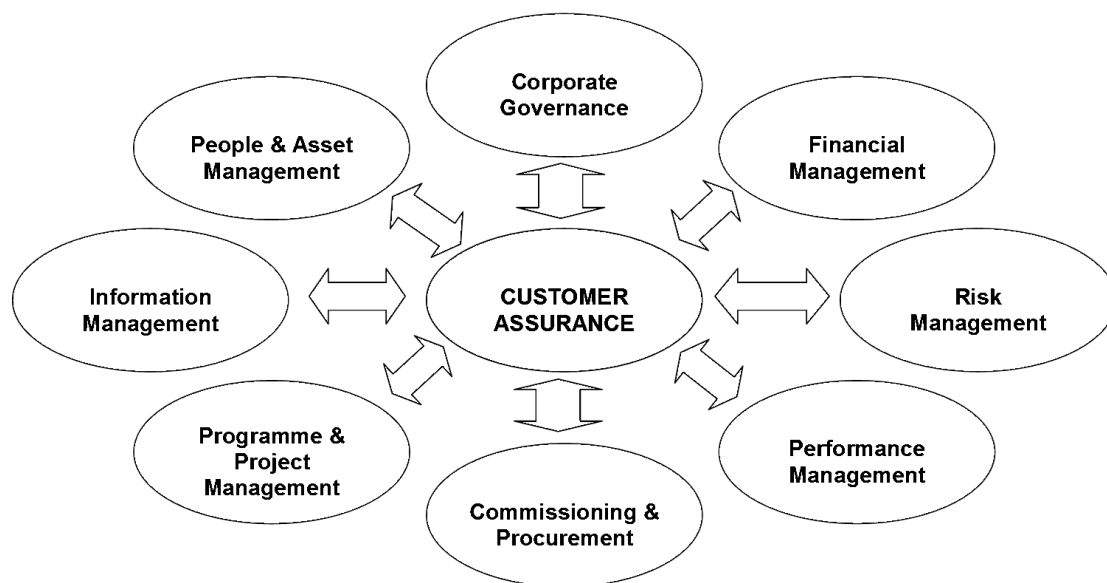 Corporate
Governance
People & Asset
Management
Financial
Management
Information
Management
CUSTOMER
ASSURANCE
Risk
Management
Programme &
Project
Management
Performance
Management
Commissioning &
Procurement